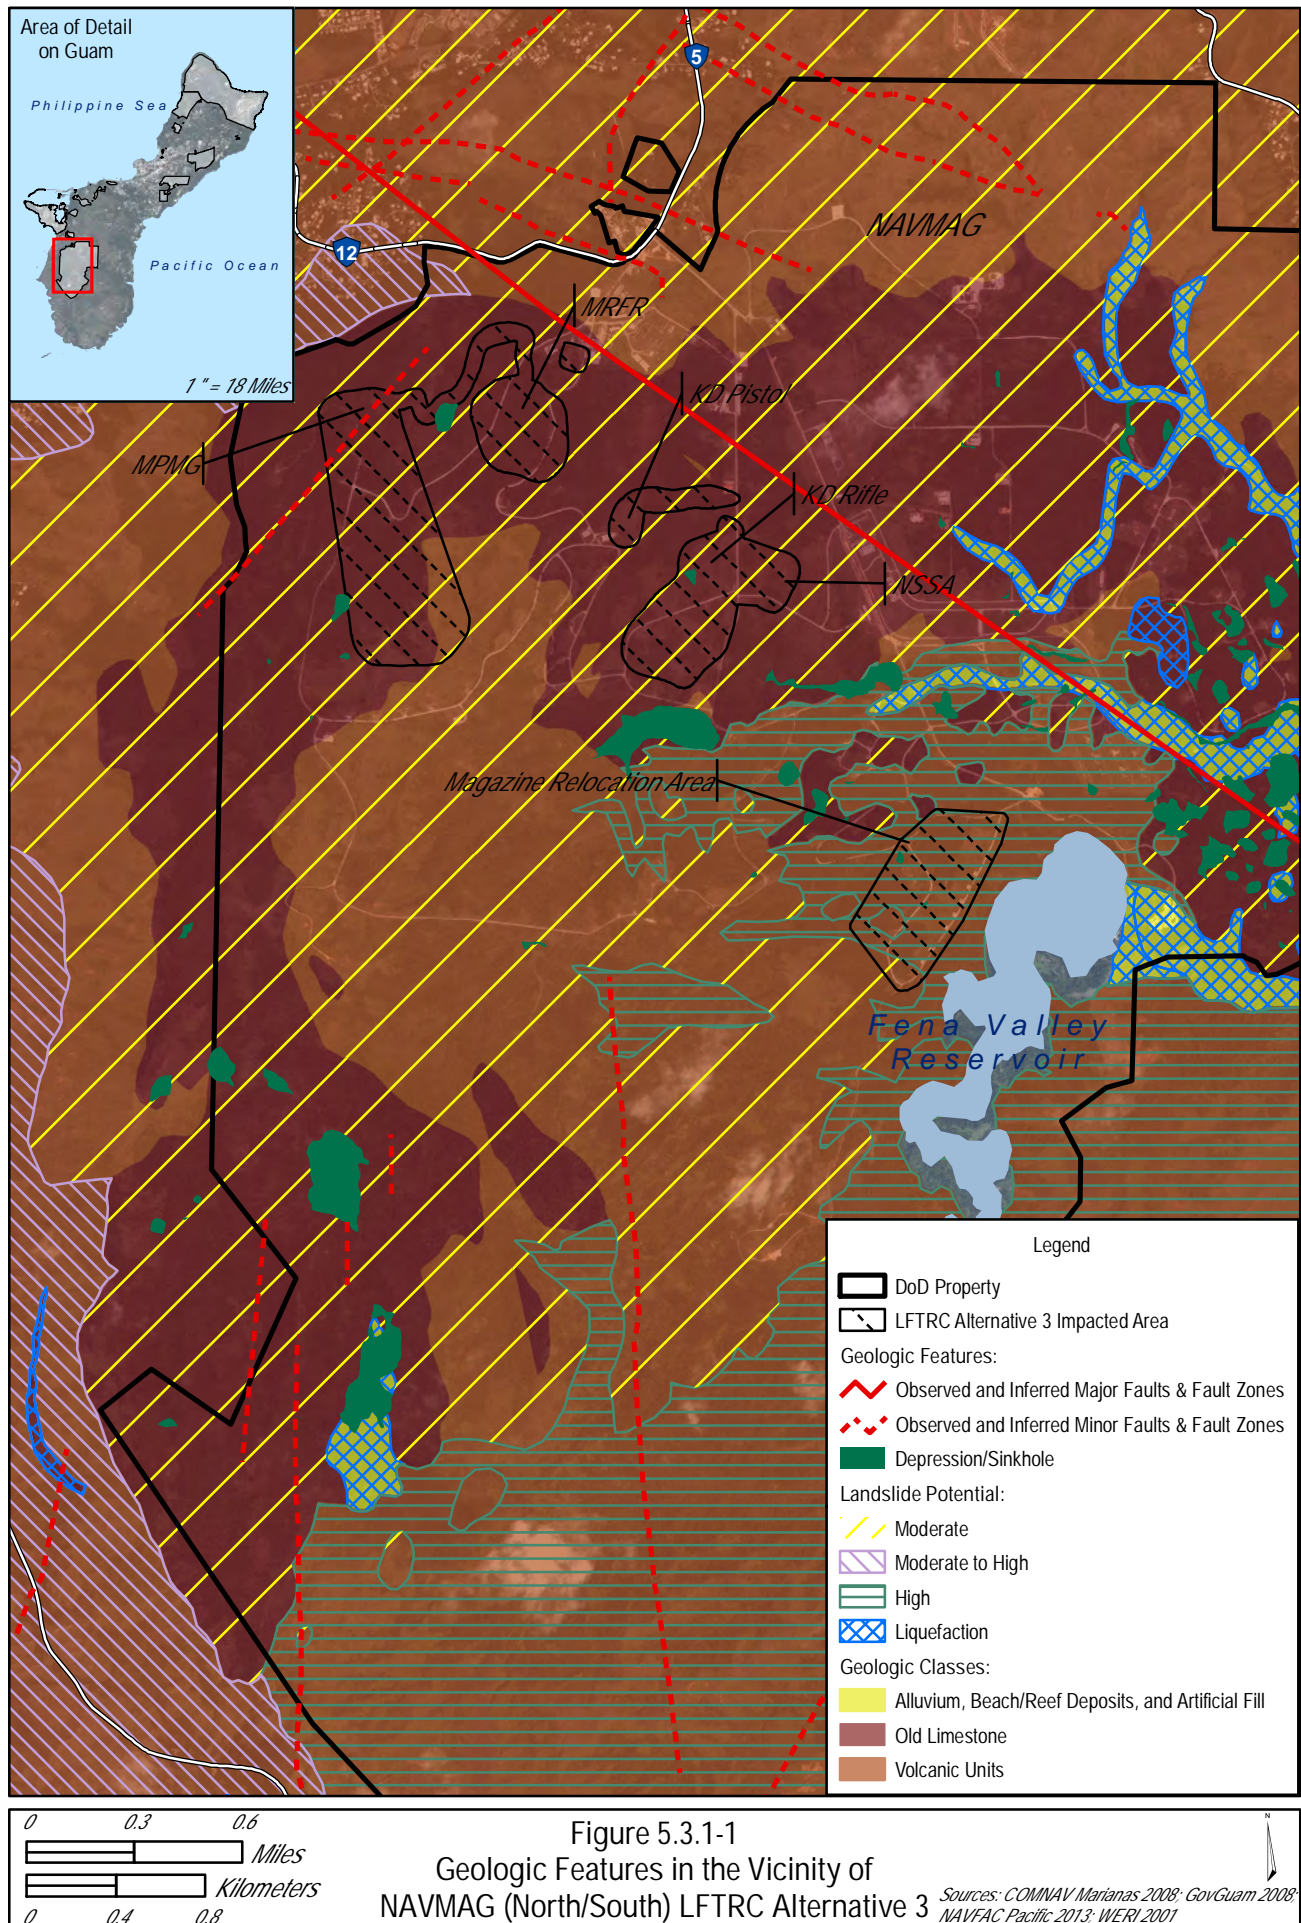 Area of Detail
on Guam
Philippine Sea
Pacific Ocean
1 " = 18 Miles
5
12
NAVMAG
MRFR
KD Pistol
MPMG
KD Rifle
NSSA
Magazine Relocation Area
Fena Valley
Reservoir
Legend
DoD Property
LFTRC Alternative 3 Impacted Area
Geologic Features:
Observed and Inferred Major Faults & Fault Zones
Observed and Inferred Minor Faults & Fault Zones
Depression/Sinkhole
Landslide Potential:
Moderate
Moderate to High
High
Liquefaction
Geologic Classes:
Alluvium, Beach/Reef Deposits, and Artificial Fill
Old Limestone
Volcanic Units
0 0.3 0.6
Miles
Kilometers
0 0.4 0.8
Figure 5.3.1-1
Geologic Features in the Vicinity of
NAVMAG (North/South) LFTRC Alternative 3
N
Sources: COMNAV Marianas 2008; GovGuam 2008;
NAVFAC Pacific 2013; WERI 2001